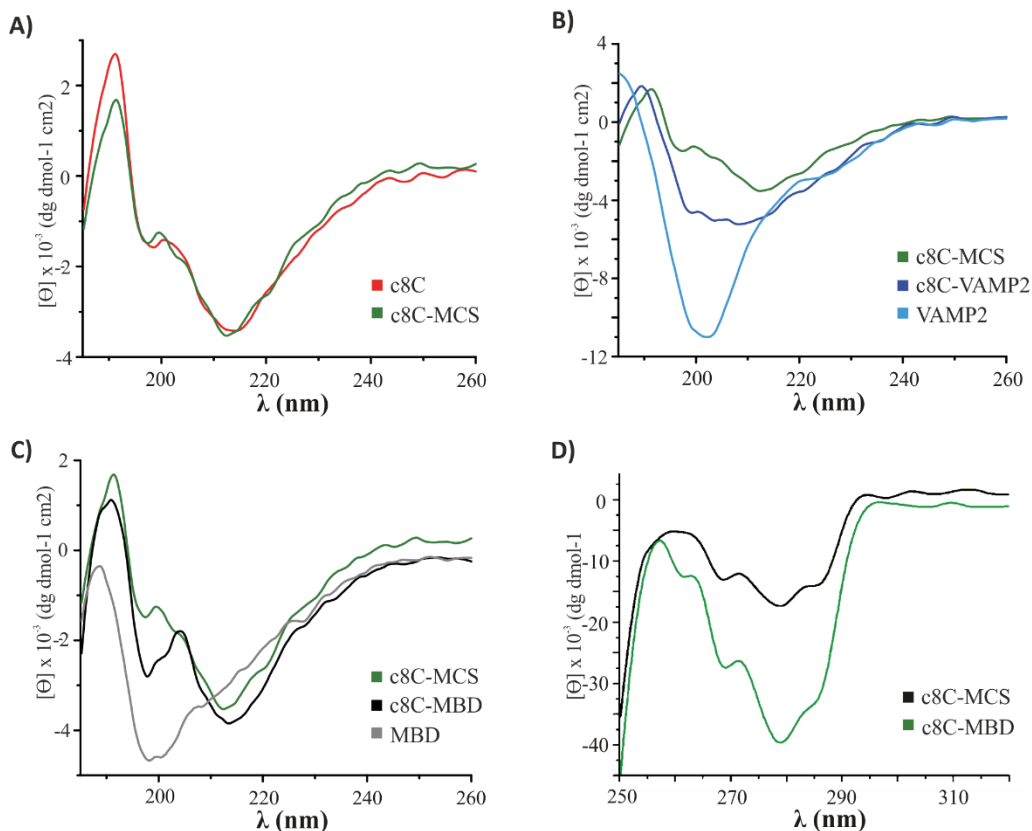 A)
[Θ] x 10⁻³ (dg dmol-1 cm2)
2
0
-2
-4
200
220
240
260
λ (nm)
c8C
c8C-MCS
B)
[Θ] x 10⁻³ (dg dmol-1 cm2)
4
0
-4
-8
-12
200
220
240
260
λ (nm)
c8C-MCS
c8C-VAMP2
VAMP2
C)
[Θ] x 10⁻³ (dg dmol-1 cm2)
2
0
-2
-4
200
220
240
260
λ (nm)
c8C-MCS
c8C-MBD
MBD
D)
[Θ] x 10⁻³ (dg dmol-1
0
-10
-20
-30
-40
250
270
290
310
λ (nm)
c8C-MCS
c8C-MBD